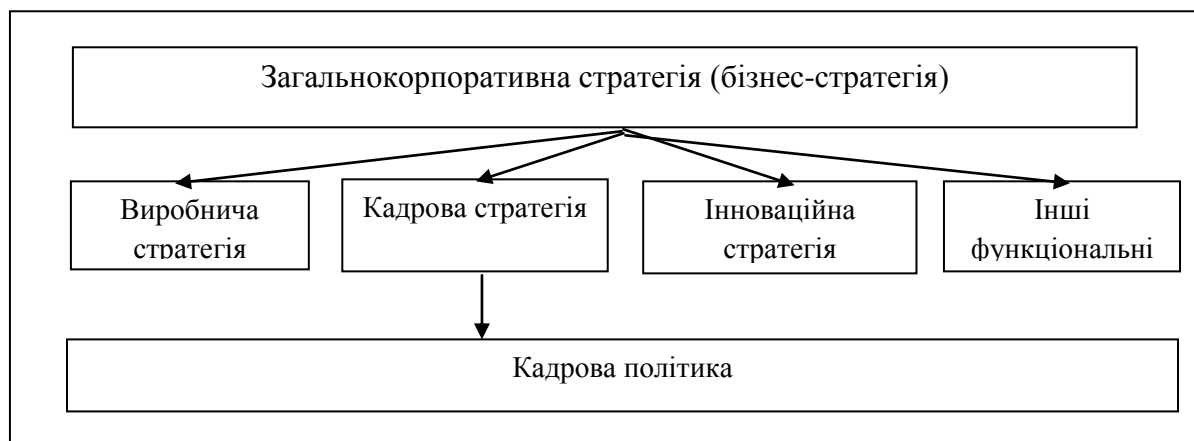 Загальнокорпоративна стратегія (бізнес-стратегія)
Виробнича
стратегія
Кадрова стратегія
Інноваційна
стратегія
Інші
функціональні
Кадрова політика